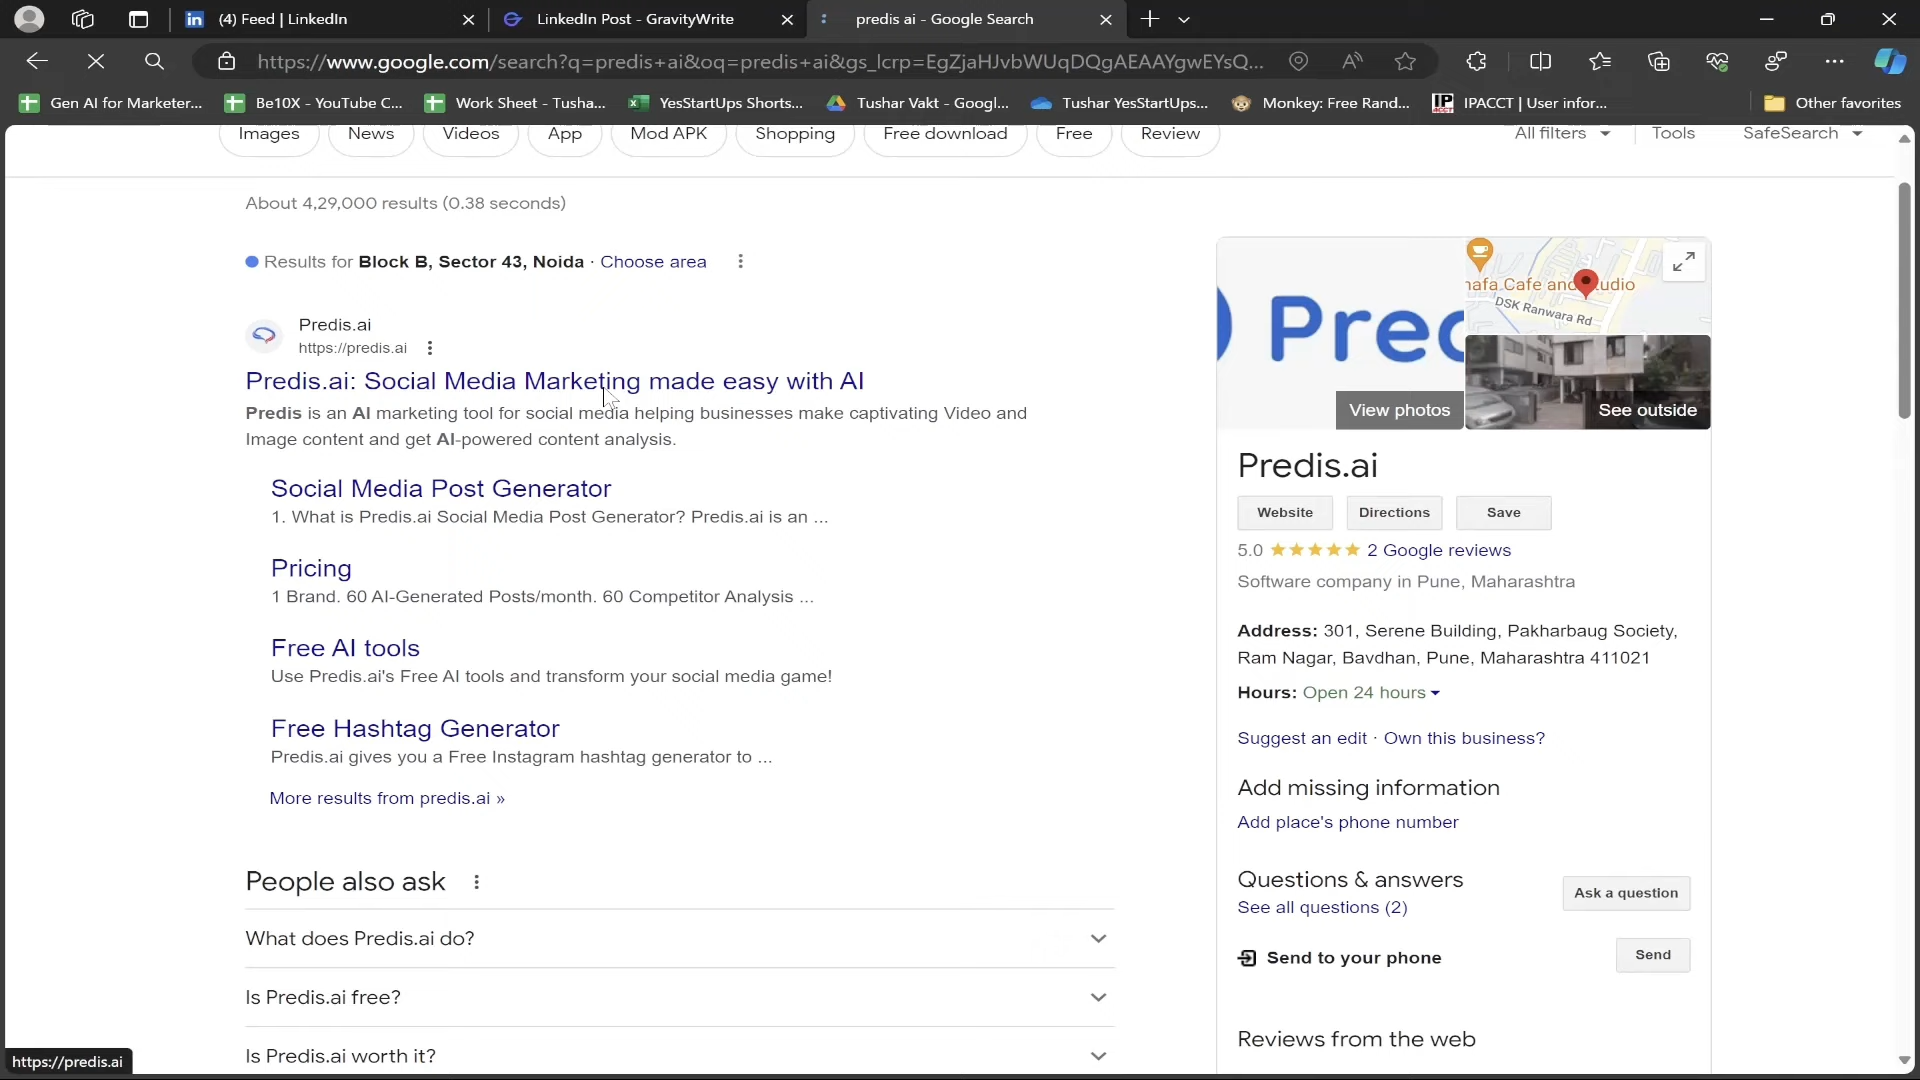 (4) Feed | LinkedIn
LinkedIn Post - GravityWrite
predis ai - Google Search
https://www.google.com/search?q=predis+ai&oq=predis+ai&gs_lcrp=EgZjaHJvbWUqDQgAEAAYgwEYsQ...
Gen AI for Marketer...
Be10X - YouTube C...
Work Sheet - Tusha...
YesStartUps Shorts...
Tushar Vakt - Googl...
Tushar YesStartUps...
Monkey: Free Rand...
IP
IPACCT | User infor...
Other favorites
Images
News
Videos
App
Mod APK
Shopping
Free download
Free
Review
All filters
Tools
SafeSearch
About 4,29,000 results (0.38 seconds)
Results for Block B, Sector 43, Noida · Choose area
Predis.ai
https://predis.ai
Predis.ai: Social Media Marketing made easy with AI
Predis is an AI marketing tool for social media helping businesses make captivating Video and
Image content and get AI-powered content analysis.
Social Media Post Generator
1. What is Predis.ai Social Media Post Generator? Predis.ai is an ...
Pricing
1 Brand. 60 AI-Generated Posts/month. 60 Competitor Analysis ...
Free AI tools
Use Predis.ai's Free AI tools and transform your social media game!
Free Hashtag Generator
Predis.ai gives you a Free Instagram hashtag generator to ...
More results from predis.ai »
People also ask
What does Predis.ai do?
Is Predis.ai free?
Is Predis.ai worth it?
https://predis.ai
Pred
View photos
Cafe and
DSK Ranwara Rd
See outside
Predis.ai
Website
Directions
Save
5.0
2 Google reviews
Software company in Pune, Maharashtra
Address: 301, Serene Building, Pakharbaug Society,
Ram Nagar, Bavdhan, Pune, Maharashtra 411021
Hours: Open 24 hours
Suggest an edit · Own this business?
Add missing information
Add place's phone number
Questions & answers
See all questions (2)
Ask a question
Send to your phone
Send
Reviews from the web